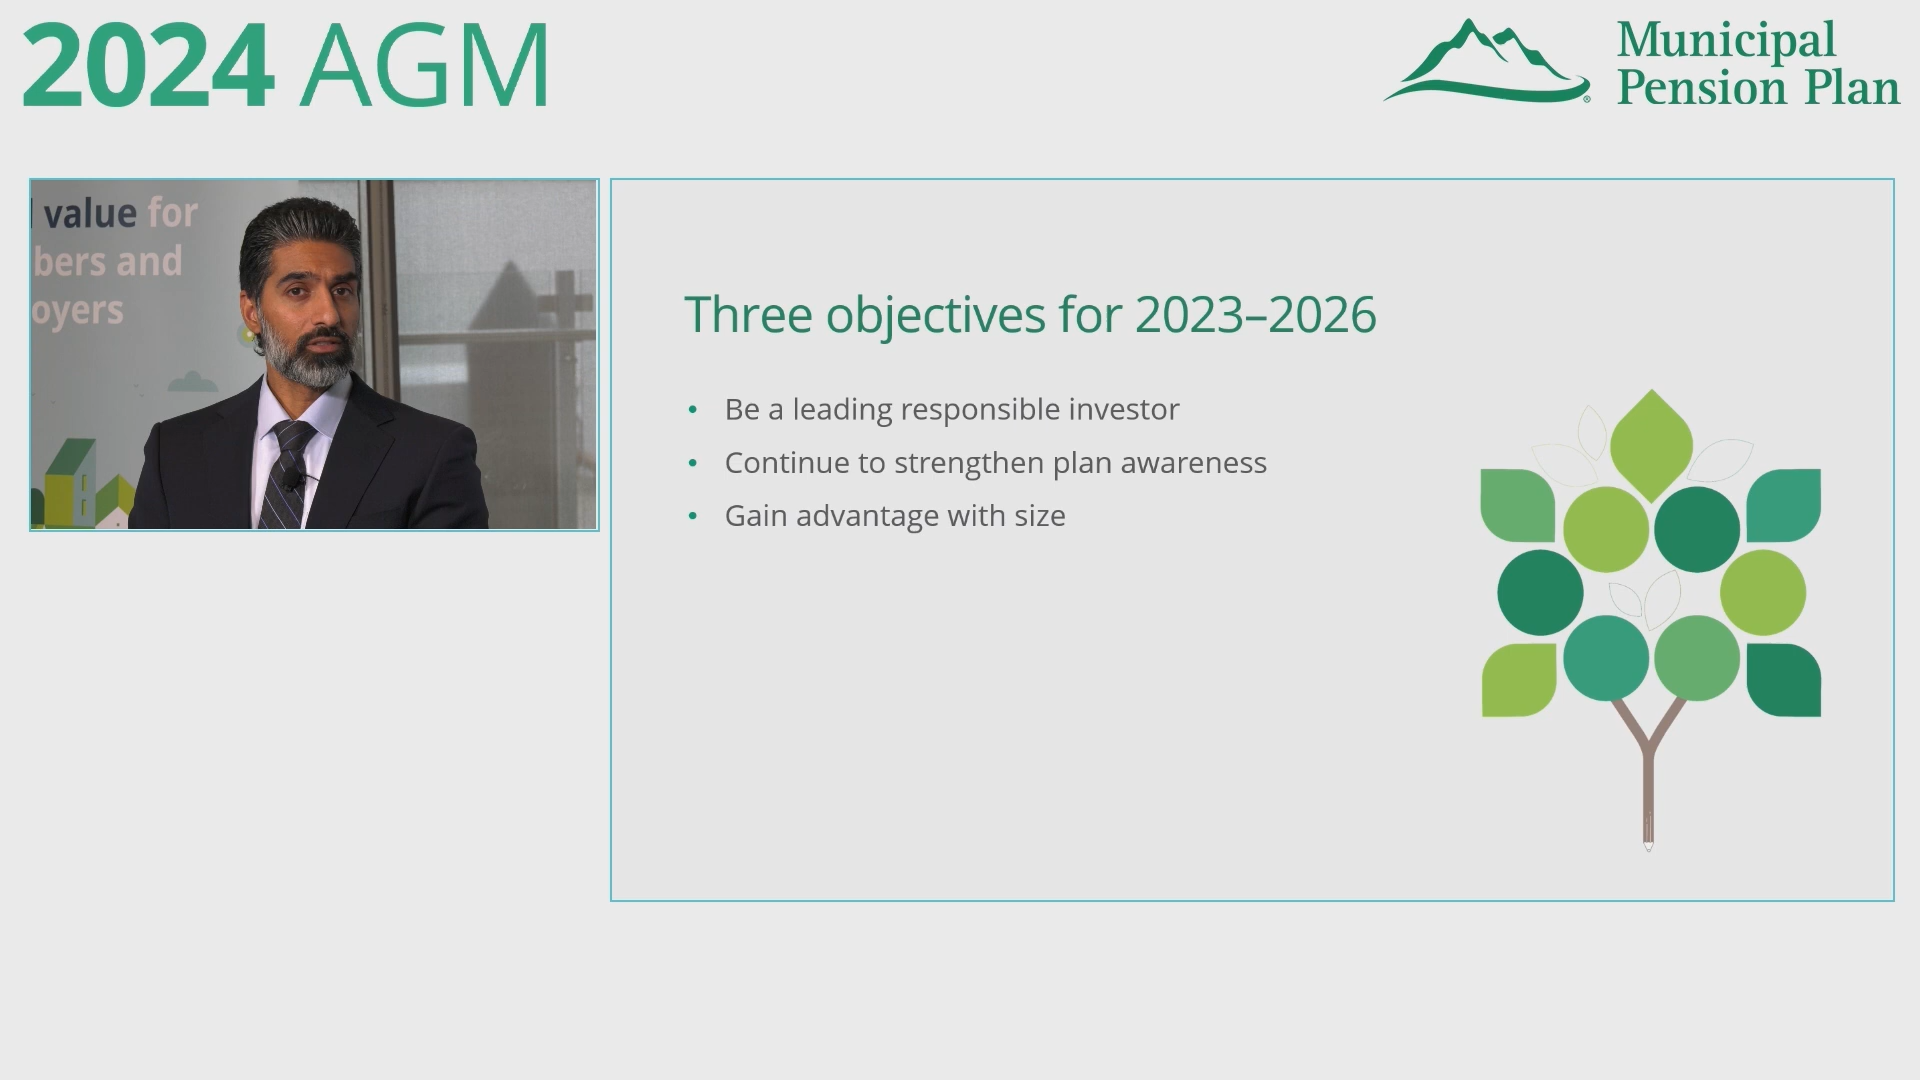 2024 AGM
Municipal
Pension Plan
value for
bers and
oyers
Three objectives for 2023–2026
• Be a leading responsible investor
• Continue to strengthen plan awareness
• Gain advantage with size